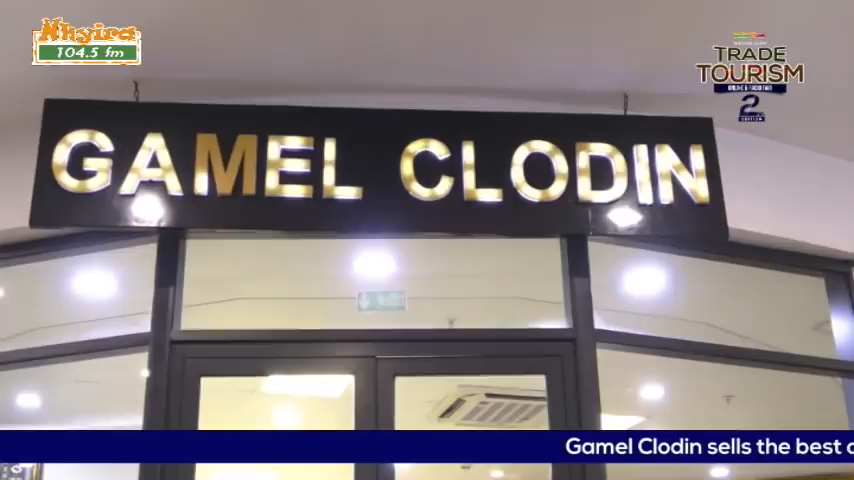 Nhyira
104.5 fm
TRADE
TOURISM
2
GAMEL CLODIN
Gamel Clodin sells the best